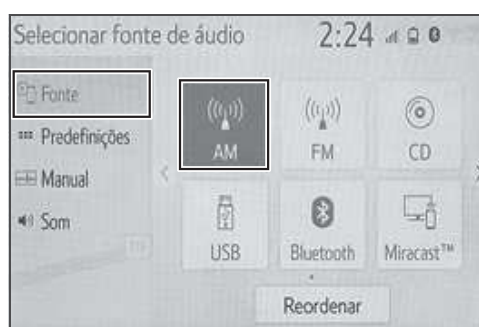 Selecionar fonte de áudio 2:24
Fonte
Predefinições
Manual
Som
AM
FM
CD
USB
Bluetooth
Miracast™
Reordenar